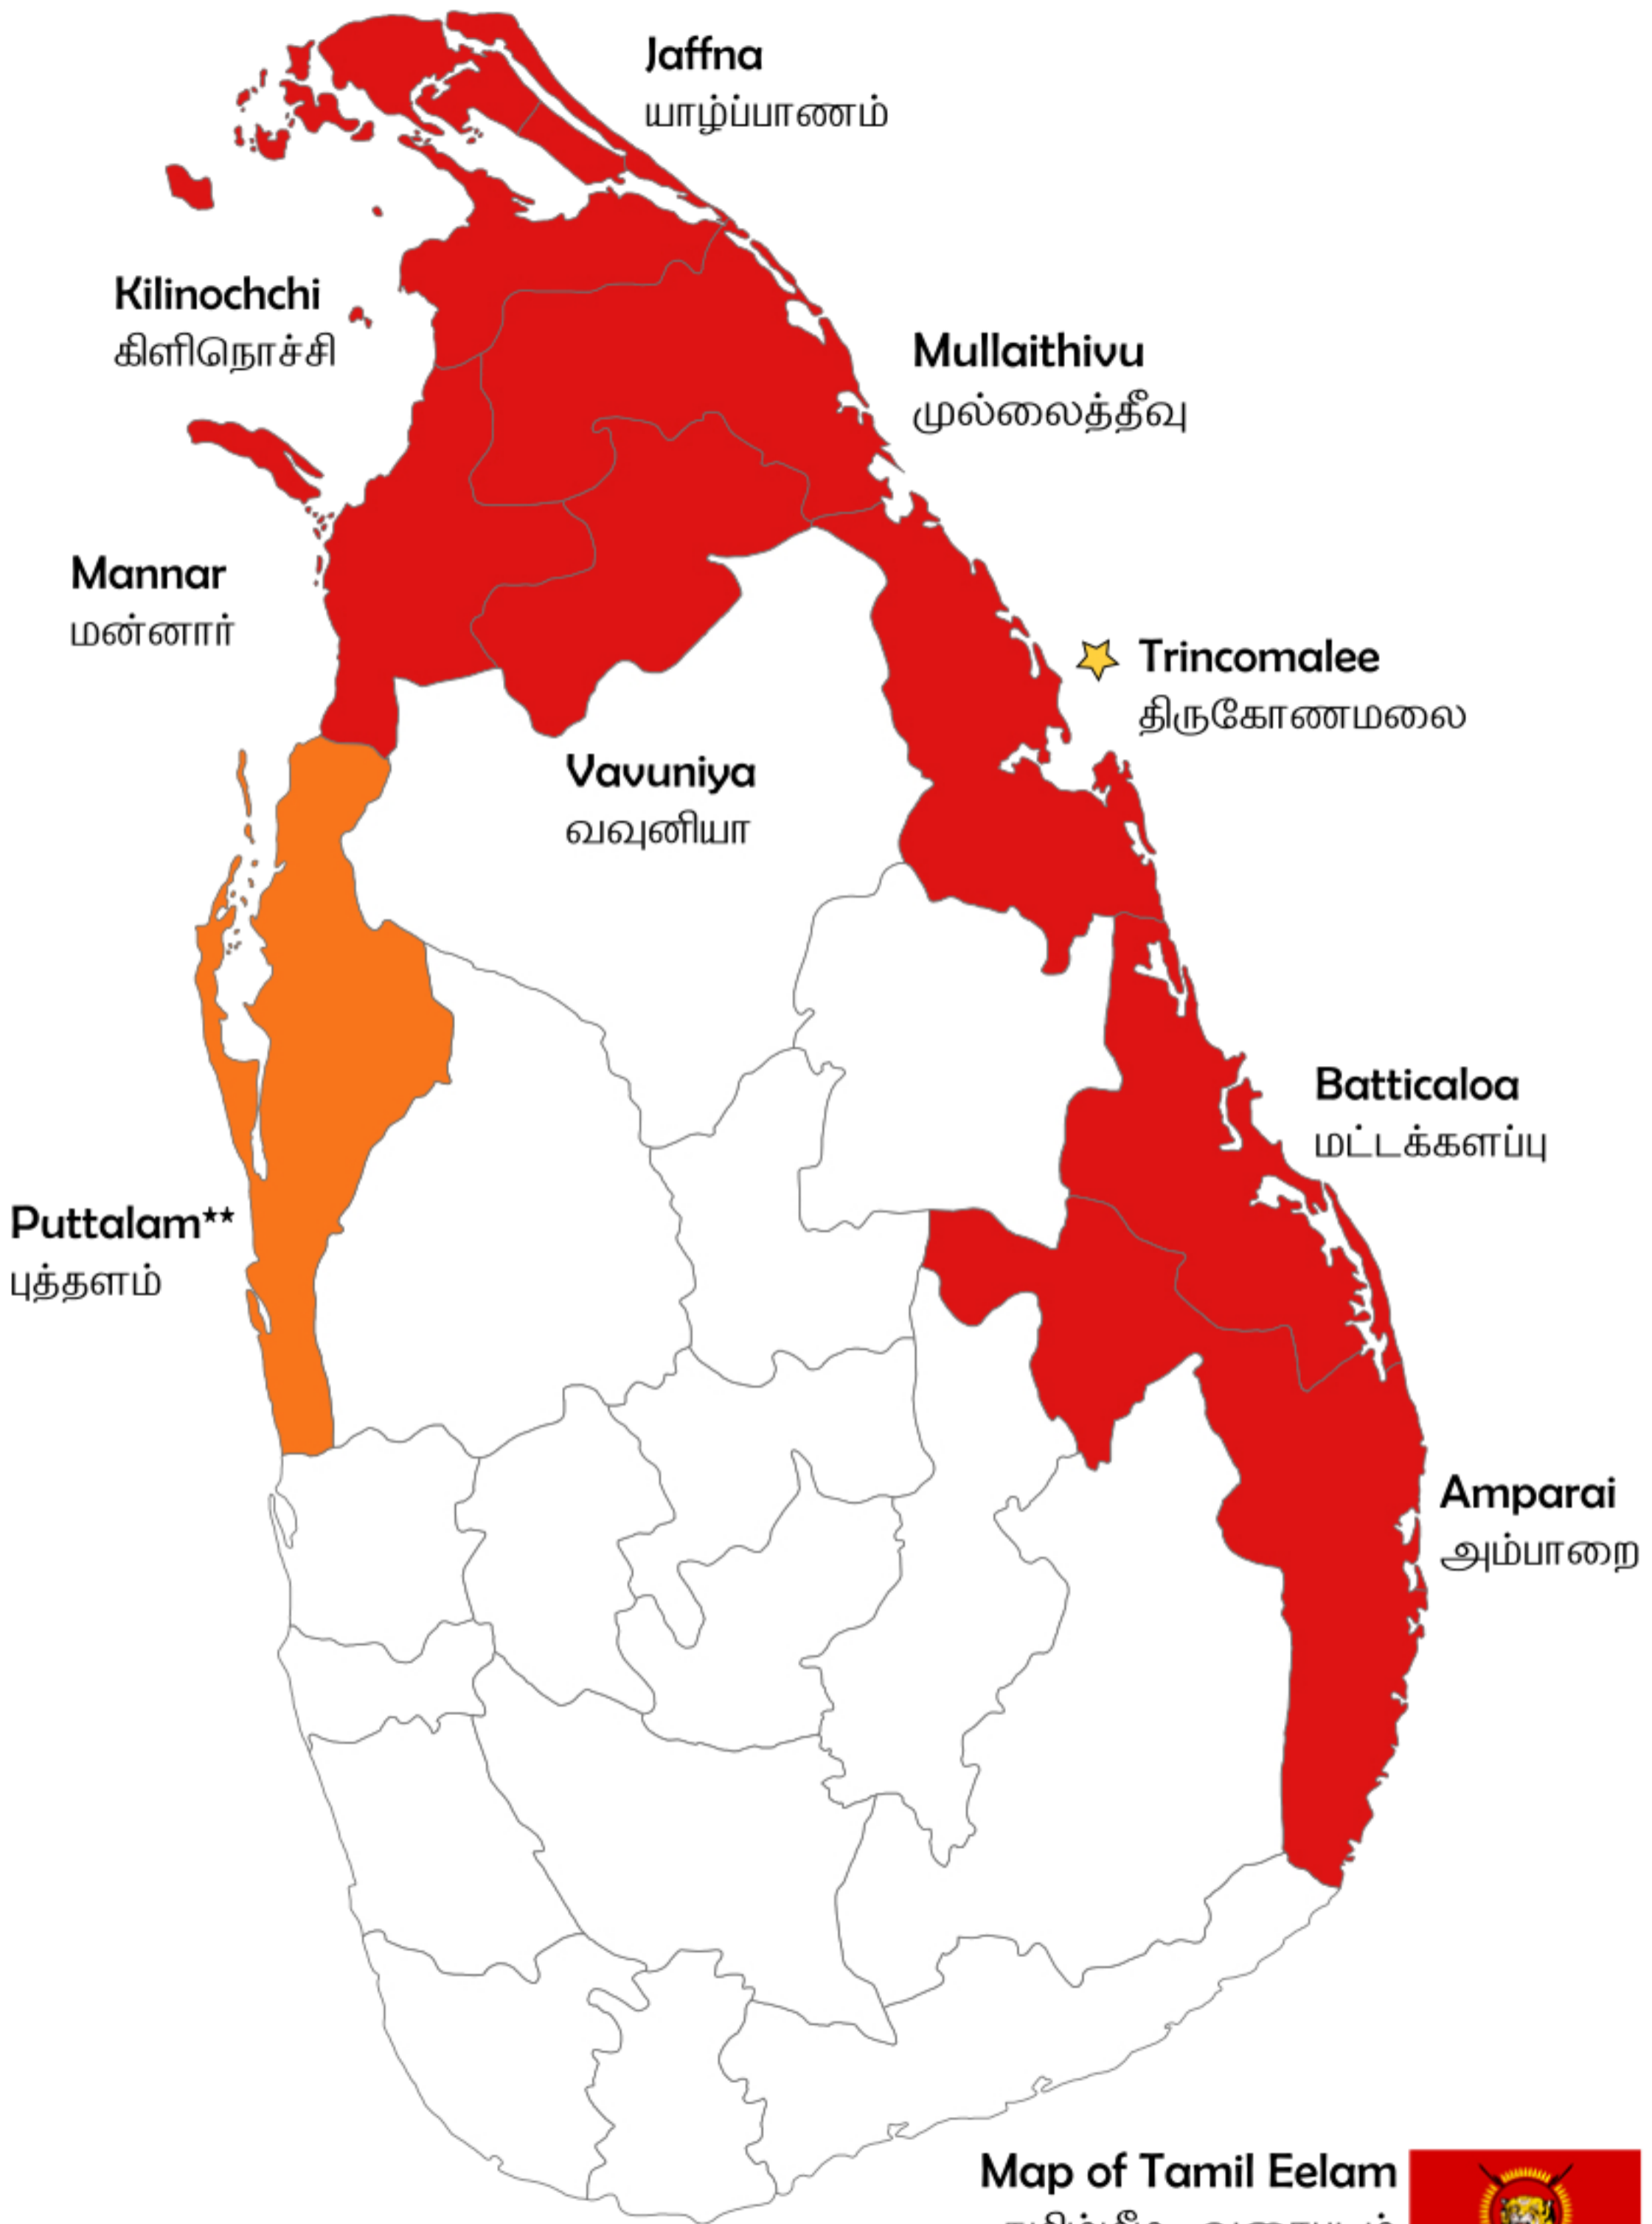 Jaffna
யாழ்ப்பாணம்
Kilinochchi
கிளிநொச்சி
Mullaithivu
முல்லைத்தீவு
Mannar
மன்னார்
Trincomalee
திருகோணமலை
Vavuniya
வவுனியா
Batticaloa
மட்டக்களப்பு
Puttalam**
புத்தளம்
Amparai
அம்பாறை
Map of Tamil Eelam